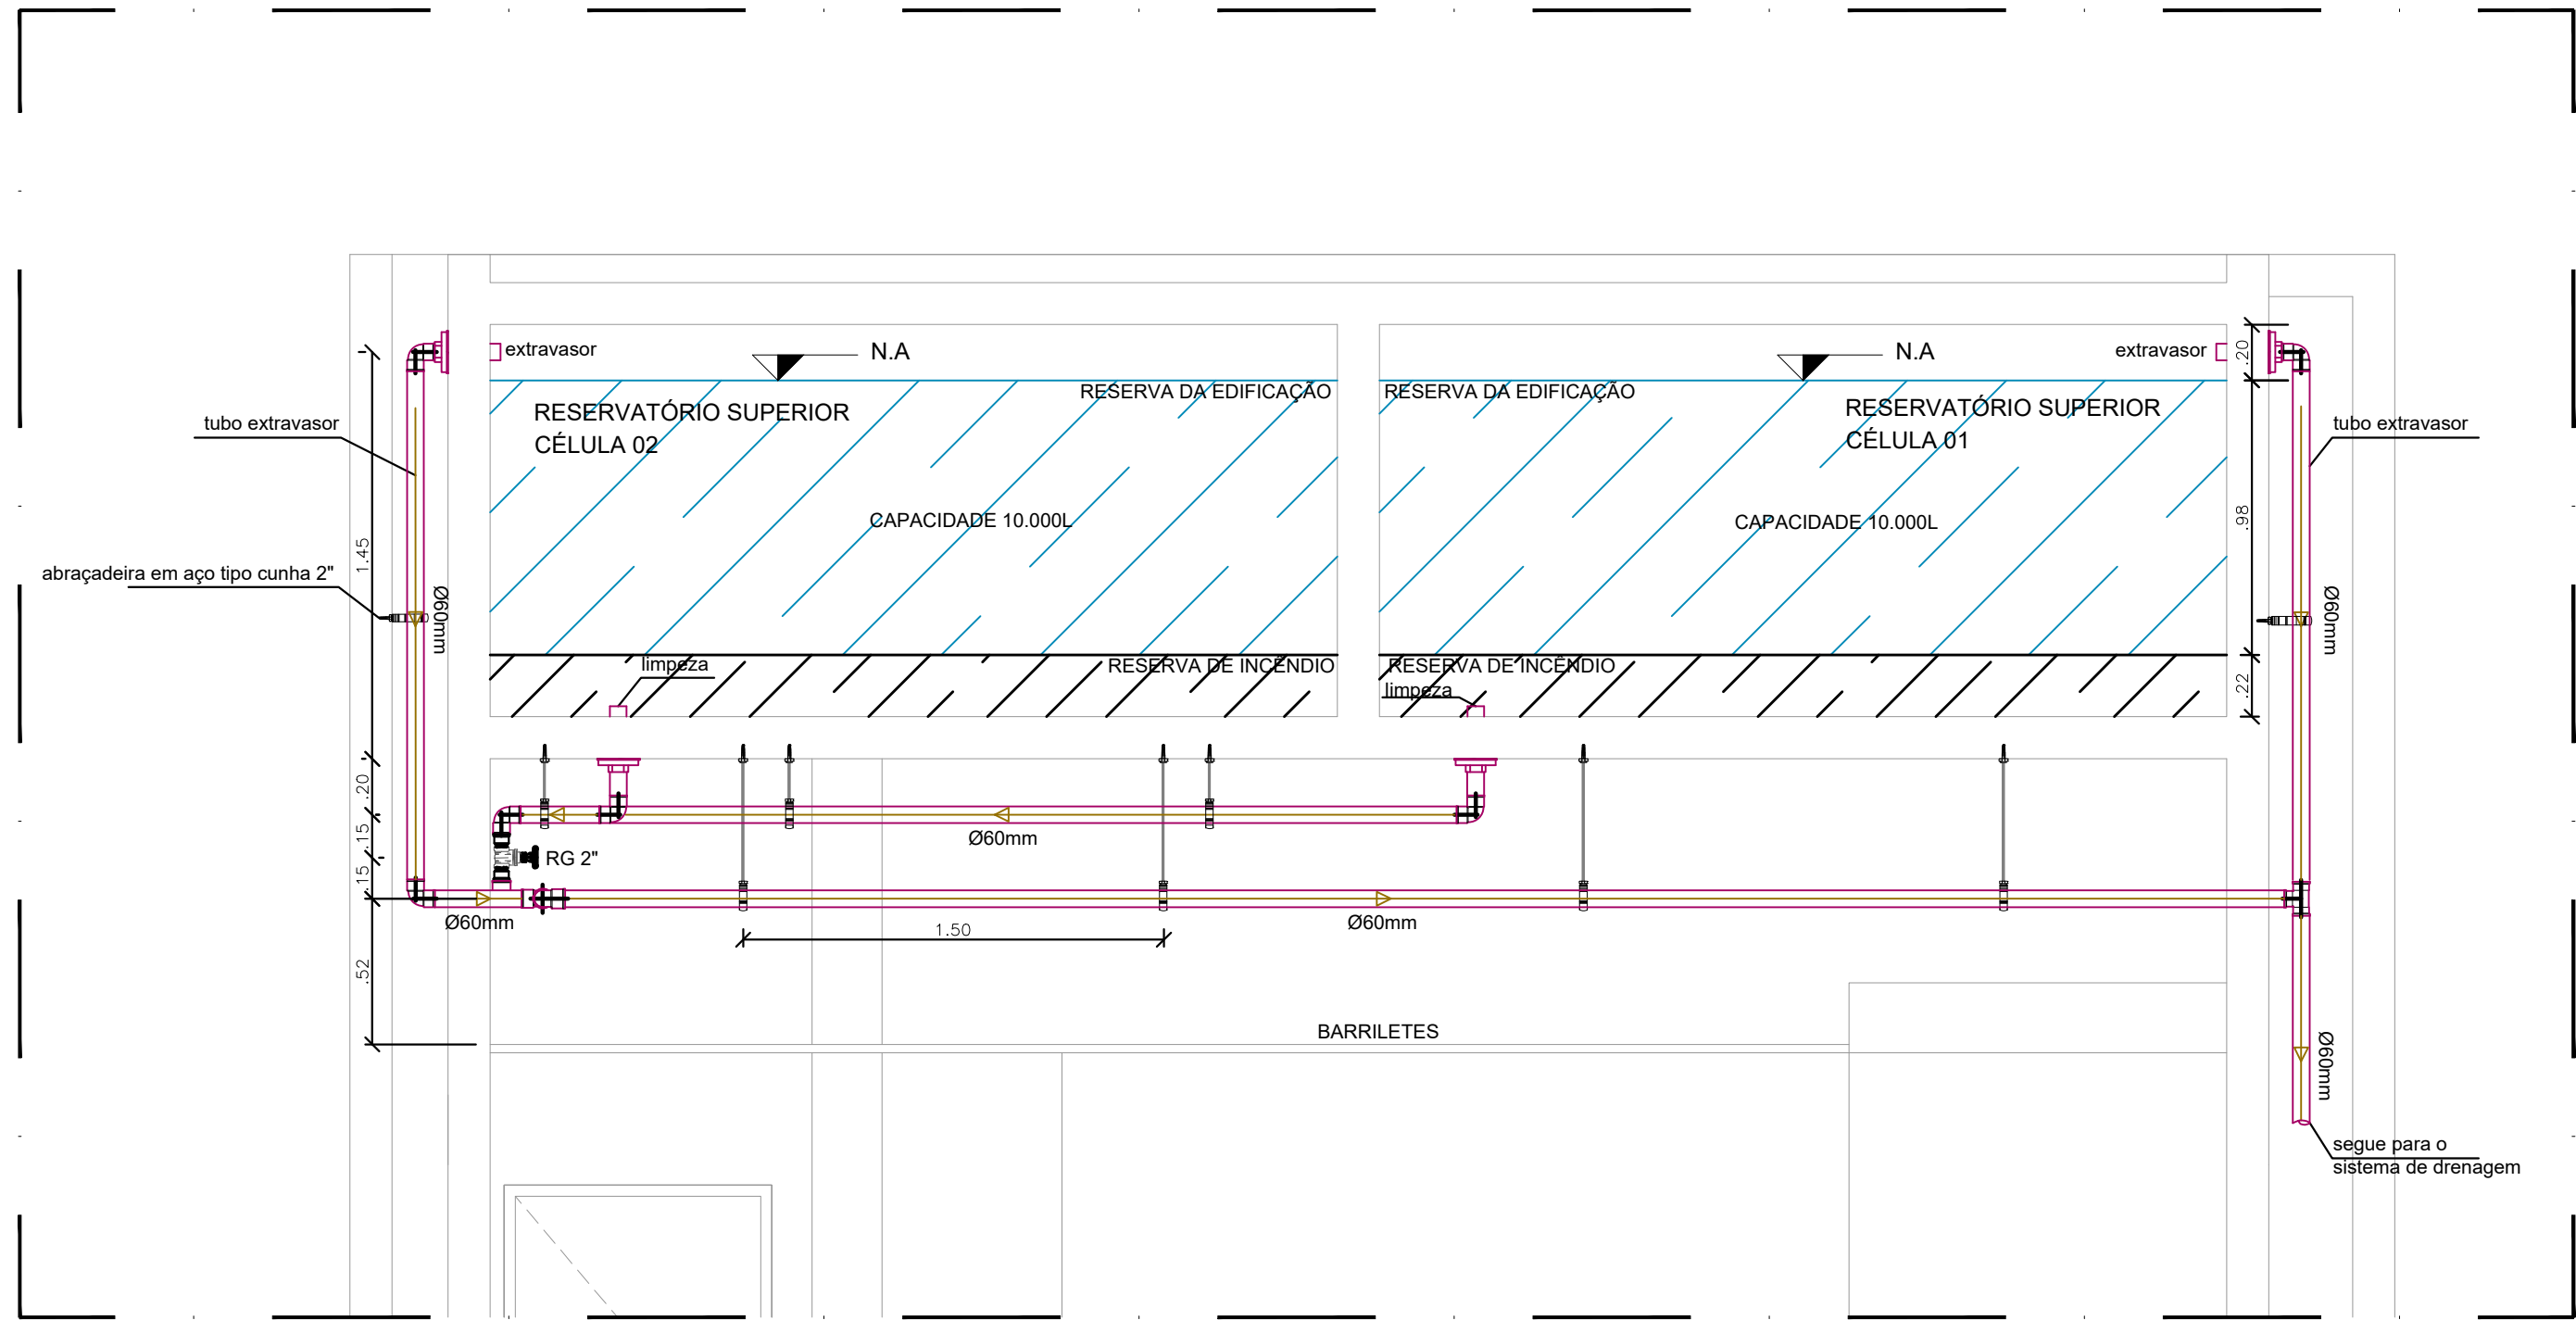 extravasor
N.A
N.A
extravasor
.20
RESERVA DA EDIFICAÇÃO
RESERVA DA EDIFICAÇÃO
RESERVATÓRIO SUPERIOR
CÉLULA 02
RESERVATÓRIO SUPERIOR
CÉLULA 01
tubo extravasor
tubo extravasor
CAPACIDADE 10.000L
CAPACIDADE 10.000L
.98
1.45
abraçadeira em aço tipo cunha 2"
Ø60mm
Ø60mm
limpeza
RESERVA DE INCÊNDIO
RESERVA DE INCÊNDIO
limpeza
.22
.20
.15
Ø60mm
RG 2"
.15
Ø60mm
1.50
Ø60mm
.52
BARRILETES
Ø60mm
segue para o
sistema de drenagem